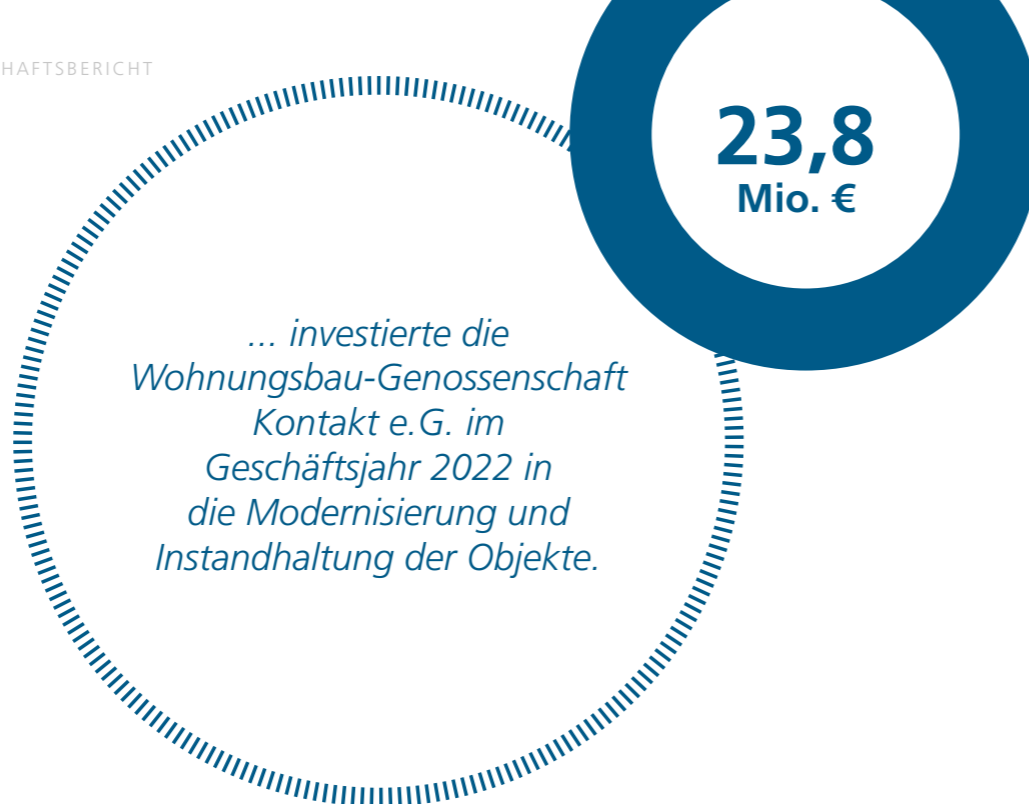 HAFTSBERICHT
23,8
Mio. €
... investierte die
Wohnungsbau-Genossenschaft
Kontakt e.G. im
Geschäftsjahr 2022 in
die Modernisierung und
Instandhaltung der Objekte.